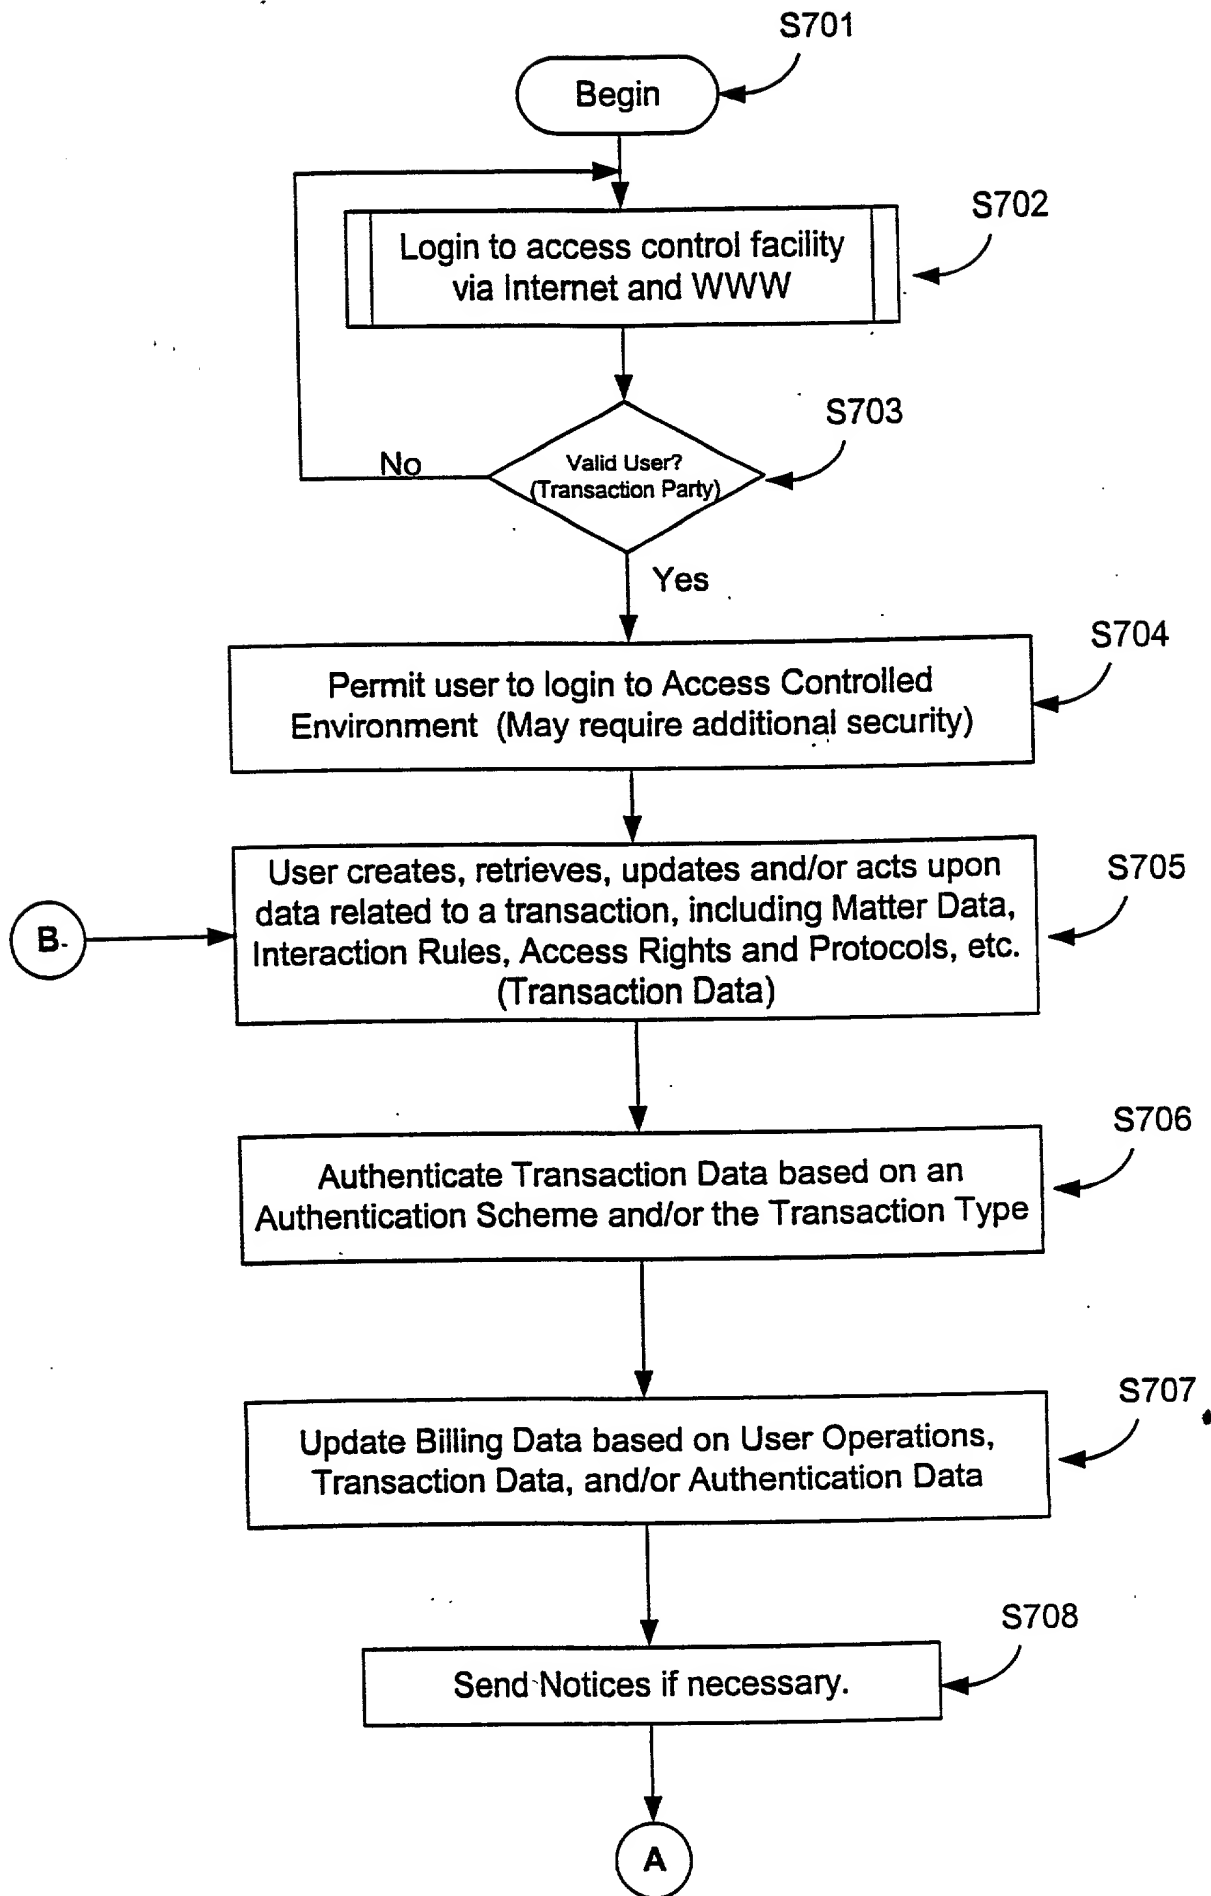 S701
Begin
S702
Login to access control facility
via Internet and WWW
S703
Valid User?
(Transaction Party)
No
Yes
S704
Permit user to login to Access Controlled
Environment (May require additional security)
S705
User creates, retrieves, updates and/or acts upon
data related to a transaction, including Matter Data,
Interaction Rules, Access Rights and Protocols, etc.
(Transaction Data)
B
S706
Authenticate Transaction Data based on an
Authentication Scheme and/or the Transaction Type
S707
Update Billing Data based on User Operations,
Transaction Data, and/or Authentication Data
S708
Send Notices if necessary.
A